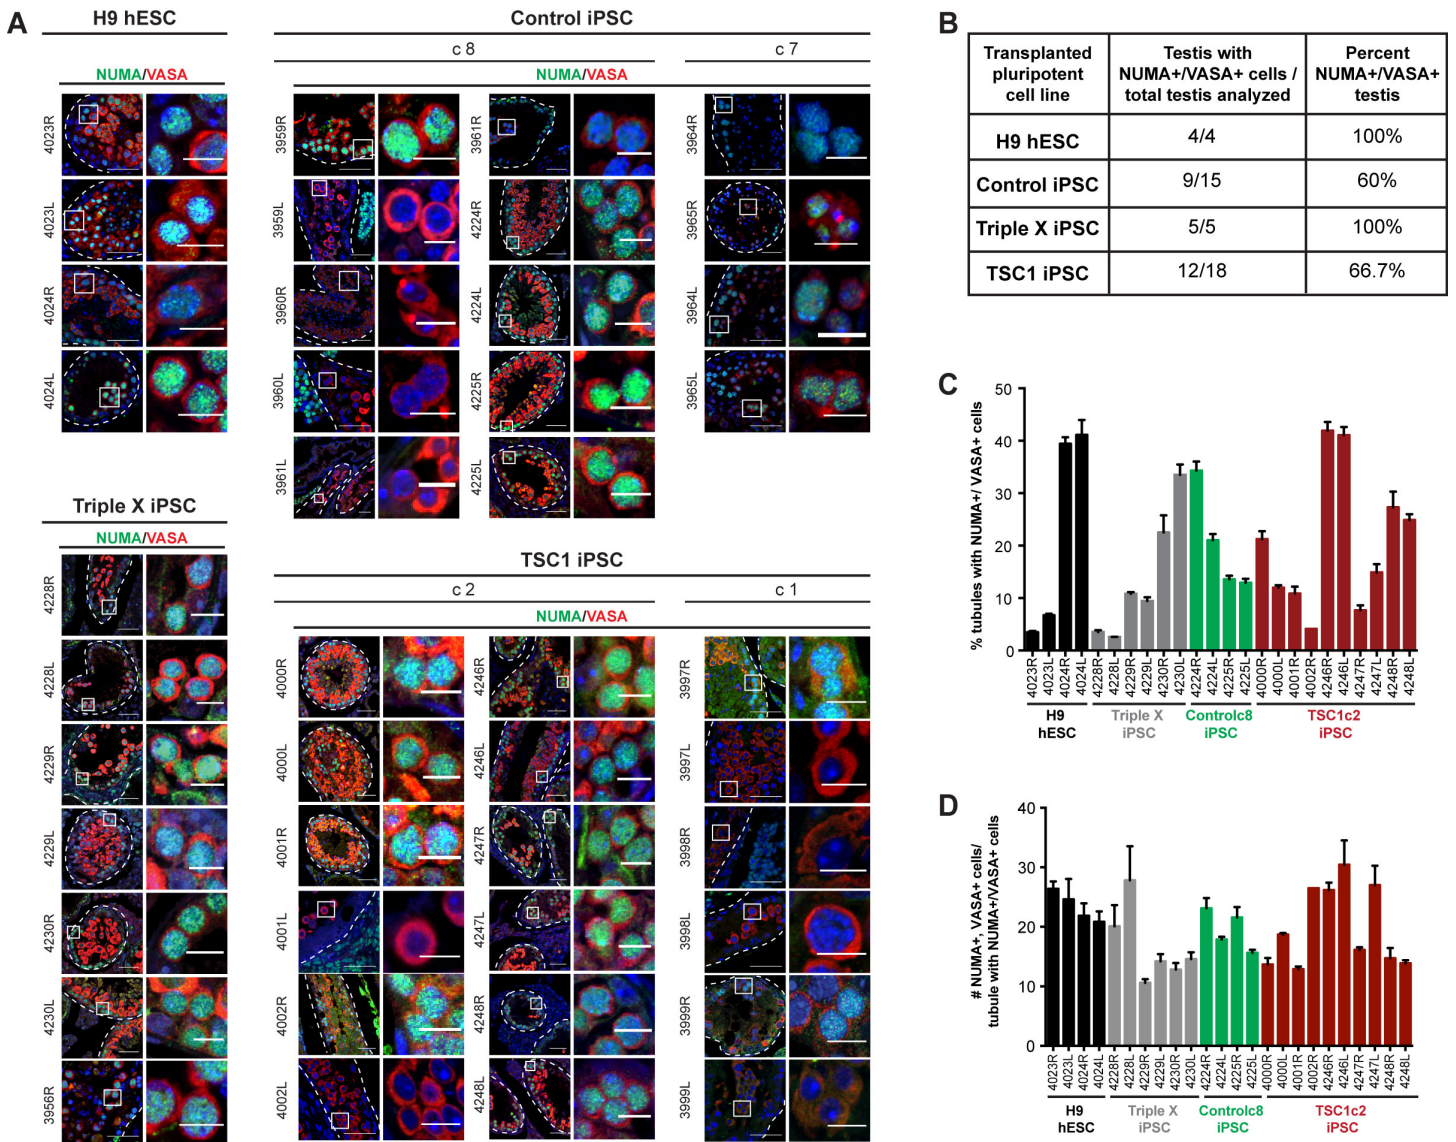 A
H9 hESC
NUMA/VASA
4023R
4023L
4024R
4024L
Control iPSC
c 8
c 7
NUMA/VASA
3959R
3959L
3960R
3960L
3961L
3961R
4224R
4224L
4225R
4225L
3964R
3965R
3964L
3965L
Triple X iPSC
NUMA/VASA
4228R
4228L
4229R
4229L
4230R
4230L
3956R
TSC1 iPSC
c 2
c 1
NUMA/VASA
4000R
4000L
4001R
4001L
4002R
4002L
4246R
4246L
4247R
4247L
4248R
4248L
3997R
3997L
3998R
3998L
3999R
3999L
B
Transplanted pluripotent cell line
Testis with NUMA+/VASA+ cells / total testis analyzed
Percent NUMA+/VASA+ testis
H9 hESC 4/4 100%
Control iPSC 9/15 60%
Triple X iPSC 5/5 100%
TSC1 iPSC 12/18 66.7%
C
% tubules with NUMA+/ VASA+ cells
50
40
30
20
10
0
4023R 4023L 4024R 4024L 4228R 4228L 4229R 4229L 4230R 4230L 4224R 4224L 4225R 4225L 4000R 4000L 4001R 4002R 4246R 4246L 4247R 4247L 4248R 4248L
H9 hESC
Triple X iPSC
Controlc8 iPSC
TSC1c2 iPSC
D
# NUMA+, VASA+ cells/
tubule with NUMA+/VASA+ cells
40
30
20
10
0
4023R 4023L 4024R 4024L 4228R 4228L 4229R 4229L 4230R 4230L 4224R 4224L 4225R 4225L 4000R 4000L 4001R 4002R 4246R 4246L 4247R 4247L 4248R 4248L
H9 hESC
Triple X iPSC
Controlc8 iPSC
TSC1c2 iPSC